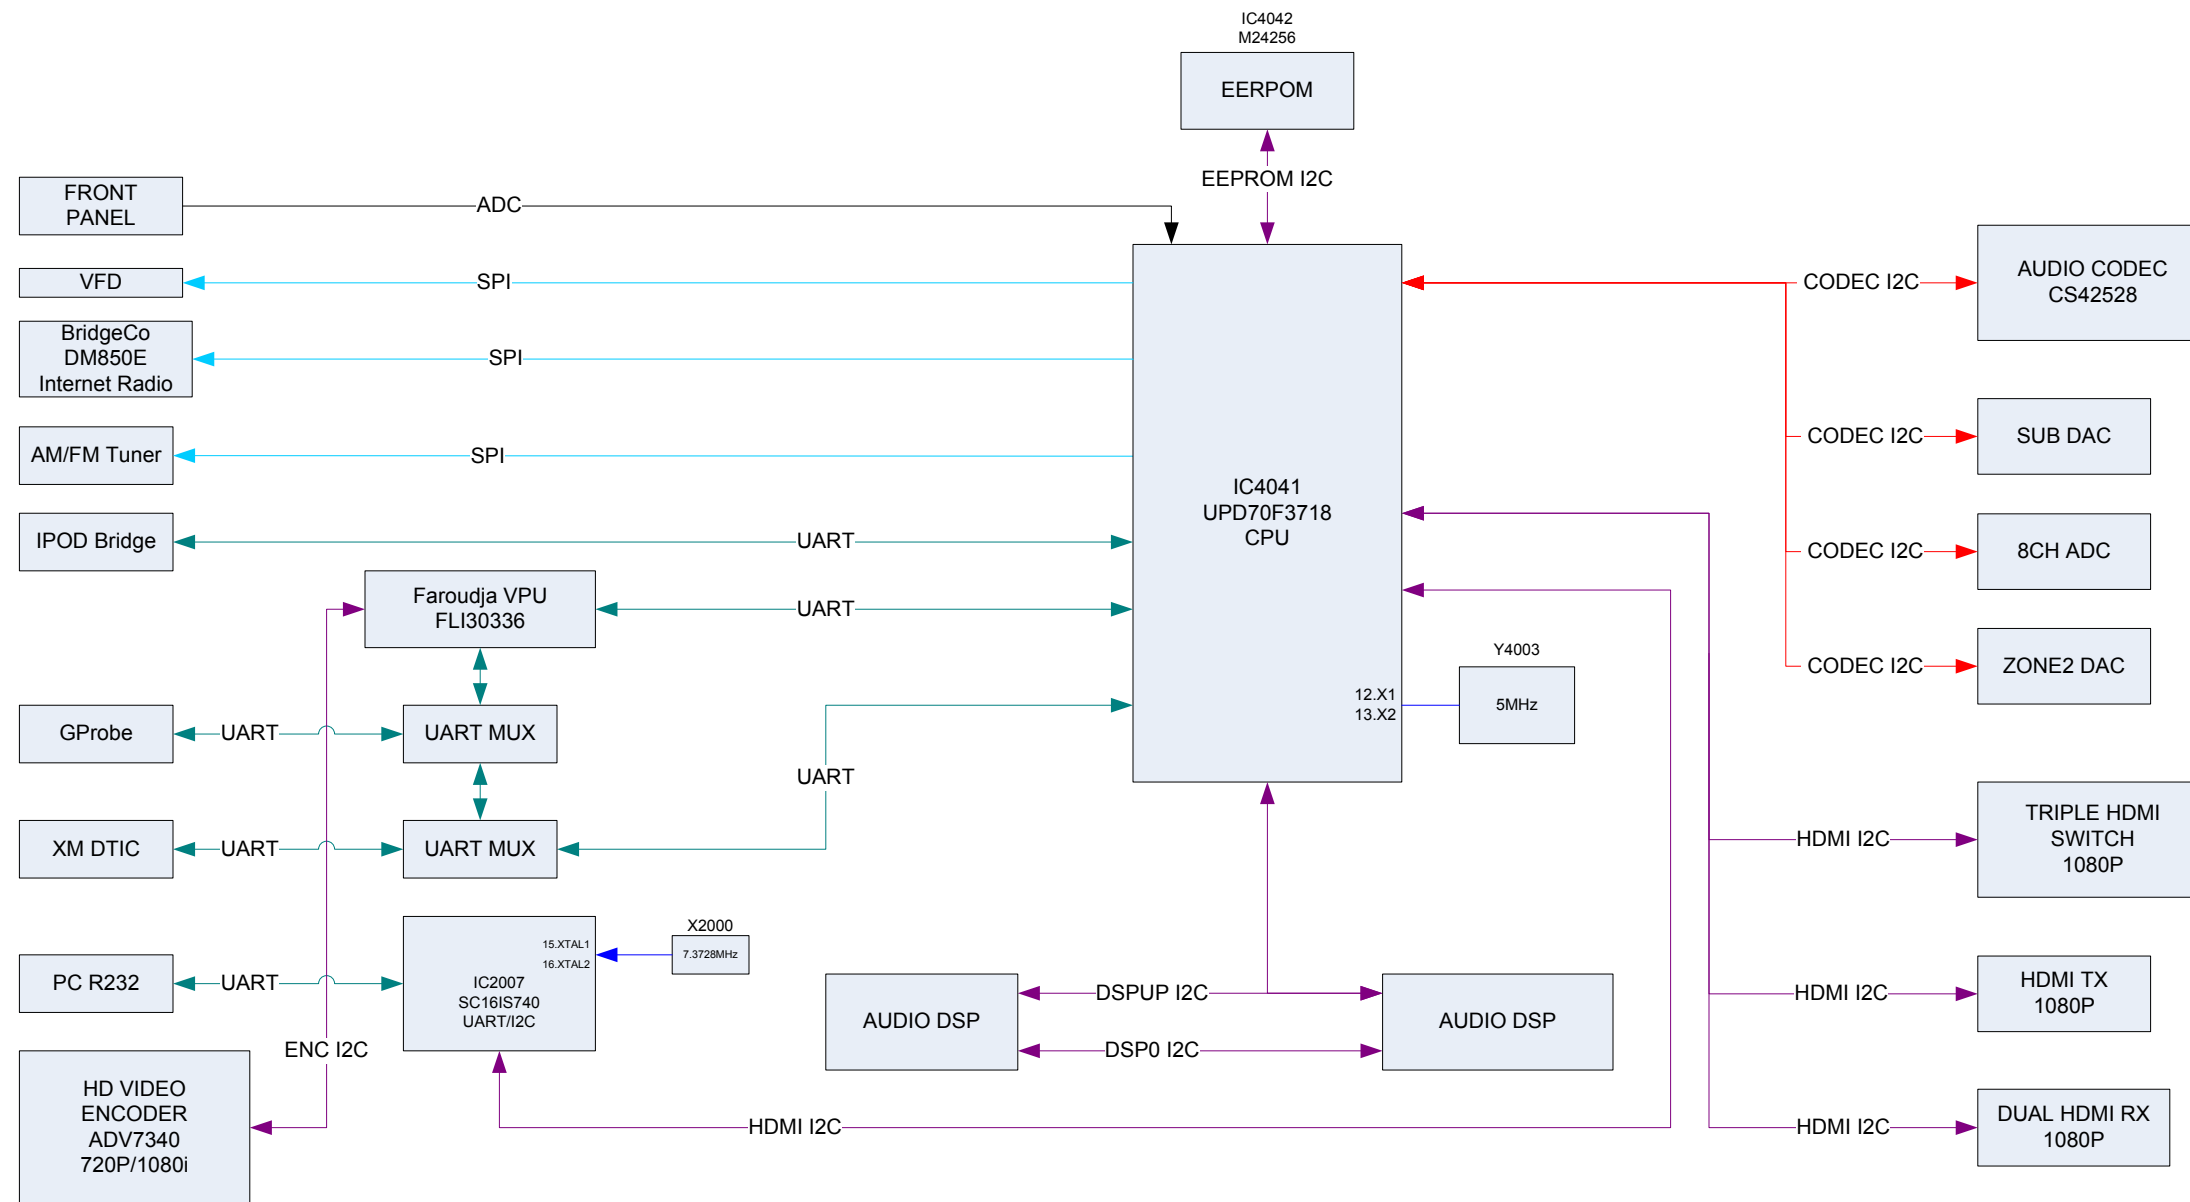 IC4042
M24256
EERPOM
EEPROM I2C
FRONT
PANEL
ADC
VFD
SPI
BridgeCo
DM850E
Internet Radio
SPI
AM/FM Tuner
SPI
IPOD Bridge
UART
Faroudja VPU
FLI30336
UART
GProbe
UART
UART MUX
UART
XM DTIC
UART
UART MUX
PC R232
UART
15.XTAL1
16.XTAL2
IC2007
SC16IS740
UART/I2C
X2000
7.3728MHz
ENC I2C
HD VIDEO
ENCODER
ADV7340
720P/1080i
HDMI I2C
IC4041
UPD70F3718
CPU
12.X1
13.X2
Y4003
5MHz
AUDIO DSP
DSPUP I2C
DSP0 I2C
AUDIO DSP
CODEC I2C
AUDIO CODEC
CS42528
CODEC I2C
SUB DAC
CODEC I2C
8CH ADC
CODEC I2C
ZONE2 DAC
HDMI I2C
TRIPLE HDMI
SWITCH
1080P
HDMI I2C
HDMI TX
1080P
HDMI I2C
DUAL HDMI RX
1080P